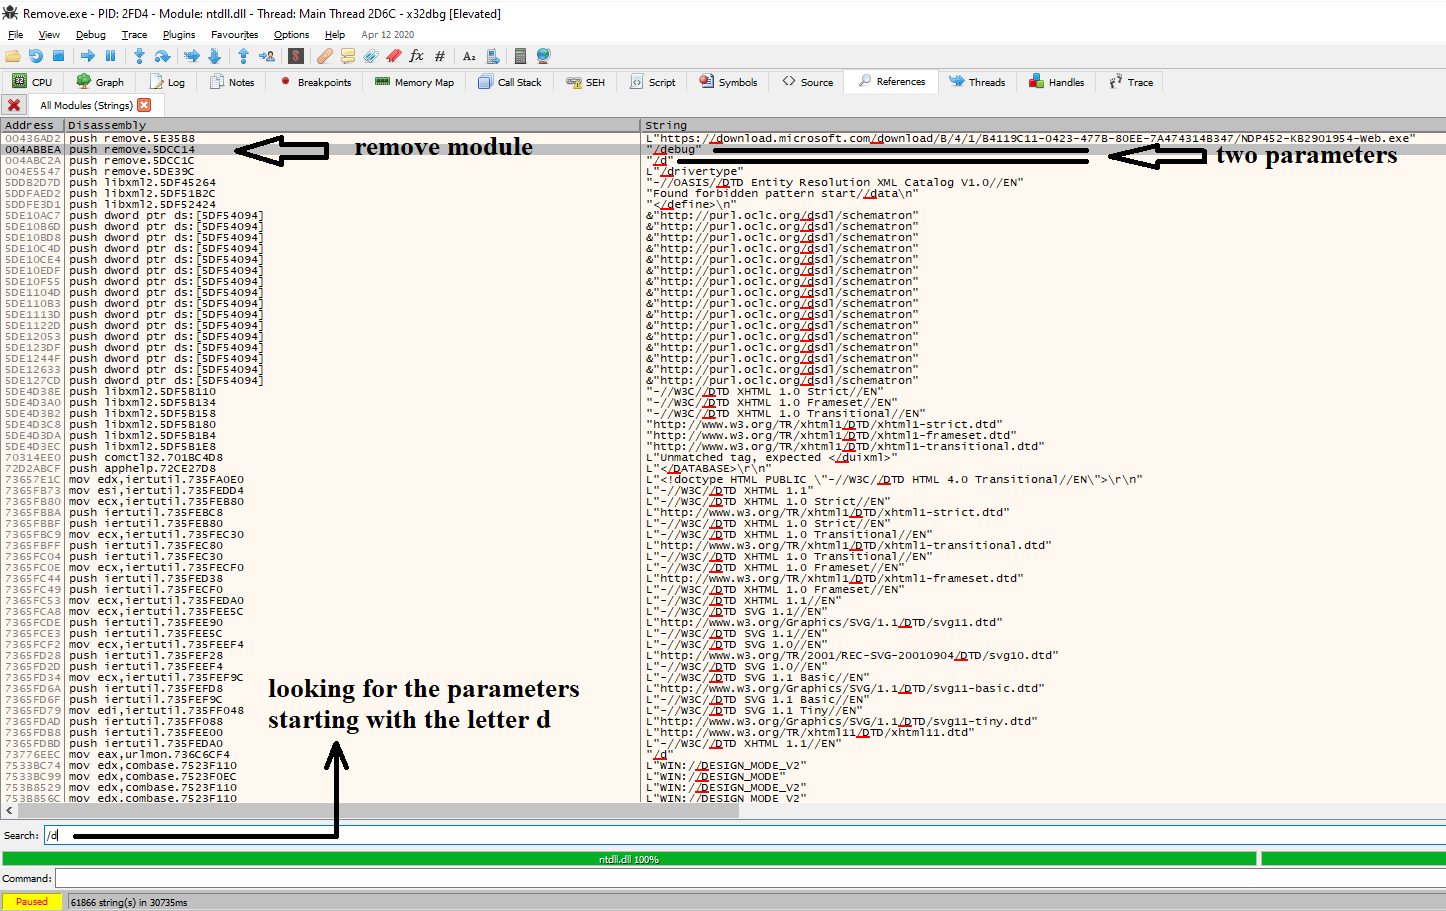 Remove.exe - PID: 2FD4 - Module: ntdll.dll - Thread: Main Thread 2D6C - x32dbg [Elevated]
File View Debug Trace Plugins Favourites Options Help Apr 12 2020
CPU Graph Log Notes Breakpoints Memory Map Call Stack SEH Script Symbols Source References Threads Handles Trace
All Modules (Strings)
Address Disassembly String
00436AD2 push remove.5E35B8 L"https://download.microsoft.com/download/B/4/1/B4119C11-0423-477B-80EE-7A474314B347/NDP452-KB2901954-Web.exe"
004ABBEA push remove.5DCC14 "/debug"
remove module
004ABC2A push remove.5DCC1C "/d"
two parameters
004E5547 push remove.5DE39C L"/drivertype"
5DDB2D7D push libxml2.5DF45264 "-//OASIS//DTD Entity Resolution XML Catalog V1.0//EN"
5DDFAED2 push libxml2.5DF51B2C "Found forbidden pattern start//data\n"
5DDFE3D1 push libxml2.5DF52424 "</define>\n"
5DE10AC7 push dword ptr ds:[5DF54094] &"http://purl.oclc.org/dsdl/schematron"
5DE10B6D push dword ptr ds:[5DF54094] &"http://purl.oclc.org/dsdl/schematron"
5DE10BD8 push dword ptr ds:[5DF54094] &"http://purl.oclc.org/dsdl/schematron"
5DE10C4D push dword ptr ds:[5DF54094] &"http://purl.oclc.org/dsdl/schematron"
5DE10CE4 push dword ptr ds:[5DF54094] &"http://purl.oclc.org/dsdl/schematron"
5DE10EDF push dword ptr ds:[5DF54094] &"http://purl.oclc.org/dsdl/schematron"
5DE10F55 push dword ptr ds:[5DF54094] &"http://purl.oclc.org/dsdl/schematron"
5DE1104D push dword ptr ds:[5DF54094] &"http://purl.oclc.org/dsdl/schematron"
5DE110B3 push dword ptr ds:[5DF54094] &"http://purl.oclc.org/dsdl/schematron"
5DE1113D push dword ptr ds:[5DF54094] &"http://purl.oclc.org/dsdl/schematron"
5DE1122D push dword ptr ds:[5DF54094] &"http://purl.oclc.org/dsdl/schematron"
5DE12053 push dword ptr ds:[5DF54094] &"http://purl.oclc.org/dsdl/schematron"
5DE123DF push dword ptr ds:[5DF54094] &"http://purl.oclc.org/dsdl/schematron"
5DE1244F push dword ptr ds:[5DF54094] &"http://purl.oclc.org/dsdl/schematron"
5DE12633 push dword ptr ds:[5DF54094] &"http://purl.oclc.org/dsdl/schematron"
5DE127CD push dword ptr ds:[5DF54094] &"http://purl.oclc.org/dsdl/schematron"
5DE4D38E push libxml2.5DF5B110 "-//W3C//DTD XHTML 1.0 Strict//EN"
5DE4D3A0 push libxml2.5DF5B134 "-//W3C//DTD XHTML 1.0 Frameset//EN"
5DE4D3B2 push libxml2.5DF5B158 "-//W3C//DTD XHTML 1.0 Transitional//EN"
5DE4D3C8 push libxml2.5DF5B180 "http://www.w3.org/TR/xhtml1/DTD/xhtml1-strict.dtd"
5DE4D3DA push libxml2.5DF5B1B4 "http://www.w3.org/TR/xhtml1/DTD/xhtml1-frameset.dtd"
5DE4D3EC push libxml2.5DF5B1E8 "http://www.w3.org/TR/xhtml1/DTD/xhtml1-transitional.dtd"
70314EE0 push comctl32.701BC4D8 L"Unmatched tag, expected </duixml>"
72D2ABCF push apphelp.72CE27D8 L"</DATABASE>\r\n"
73657E1C mov edx,iertutil.735FA0E0 L"<!doctype HTML PUBLIC \"-//W3C//DTD HTML 4.0 Transitional//EN\">\r\n"
7365FB73 mov esi,iertutil.735FEDD4 L"-//W3C//DTD XHTML 1.1"
7365FB80 mov ecx,iertutil.735FEB80 L"-//W3C//DTD XHTML 1.0 Strict//EN"
7365FBBA push iertutil.735FEBC8 L"http://www.w3.org/TR/xhtml1/DTD/xhtml1-strict.dtd"
7365FBBF push iertutil.735FEB80 L"-//W3C//DTD XHTML 1.0 Strict//EN"
7365FBC9 mov ecx,iertutil.735FEC30 L"-//W3C//DTD XHTML 1.0 Transitional//EN"
7365FBFF push iertutil.735FEC80 L"http://www.w3.org/TR/xhtml1/DTD/xhtml1-transitional.dtd"
7365FC04 push iertutil.735FEC30 L"-//W3C//DTD XHTML 1.0 Transitional//EN"
7365FC0E mov ecx,iertutil.735FECF0 L"-//W3C//DTD XHTML 1.0 Frameset//EN"
7365FC44 push iertutil.735FED38 L"http://www.w3.org/TR/xhtml1/DTD/xhtml1-frameset.dtd"
7365FC49 push iertutil.735FECF0 L"-//W3C//DTD XHTML 1.0 Frameset//EN"
7365FC53 mov ecx,iertutil.735FEDA0 L"-//W3C//DTD XHTML 1.1//EN"
7365FCA8 mov ecx,iertutil.735FEE5C L"-//W3C//DTD SVG 1.1//EN"
7365FCDE push iertutil.735FEE90 L"http://www.w3.org/Graphics/SVG/1.1/DTD/svg11.dtd"
7365FCE3 push iertutil.735FEE5C L"-//W3C//DTD SVG 1.1//EN"
7365FCF2 mov ecx,iertutil.735FEEF4 L"-//W3C//DTD SVG 1.0//EN"
7365FD28 push iertutil.735FEF28 L"http://www.w3.org/TR/2001/REC-SVG-20010904/DTD/svg10.dtd"
7365FD2D push iertutil.735FEEF4 L"-//W3C//DTD SVG 1.0//EN"
7365FD34 mov ecx,iertutil.735FEF9C L"-//W3C//DTD SVG 1.1 Basic//EN"
7365FD6A push iertutil.735FEFD8 L"http://www.w3.org/Graphics/SVG/1.1/DTD/svg11-basic.dtd"
7365FD6F push iertutil.735FEF9C L"-//W3C//DTD SVG 1.1 Basic//EN"
7365FD79 mov edi,iertutil.735FF048 L"-//W3C//DTD SVG 1.1 Tiny//EN"
7365FDAD push iertutil.735FF088 L"http://www.w3.org/Graphics/SVG/1.1/DTD/svg11-tiny.dtd"
7365FDB8 push iertutil.735FEE00 L"http://www.w3.org/TR/xhtml11/DTD/xhtml11.dtd"
7365FDBD push iertutil.735FEDA0 L"-//W3C//DTD XHTML 1.1//EN"
73776EEC mov eax,urlmon.736C6CF4 "/d"
7533BC74 mov edx,combase.7523F110 L"WIN://DESIGN_MODE_V2"
7533BC99 mov edx,combase.7523F0EC L"WIN://DESIGN_MODE"
753B8529 mov edx,combase.7523F110 L"WIN://DESIGN_MODE_V2"
753B856C mov edx,combase.7523F110 L"WIN://DESIGN_MODE_V2"
looking for the parameters
starting with the letter d
Search: /d
ntdll.dll 100%
Command:
Paused 61866 string(s) in 30735ms